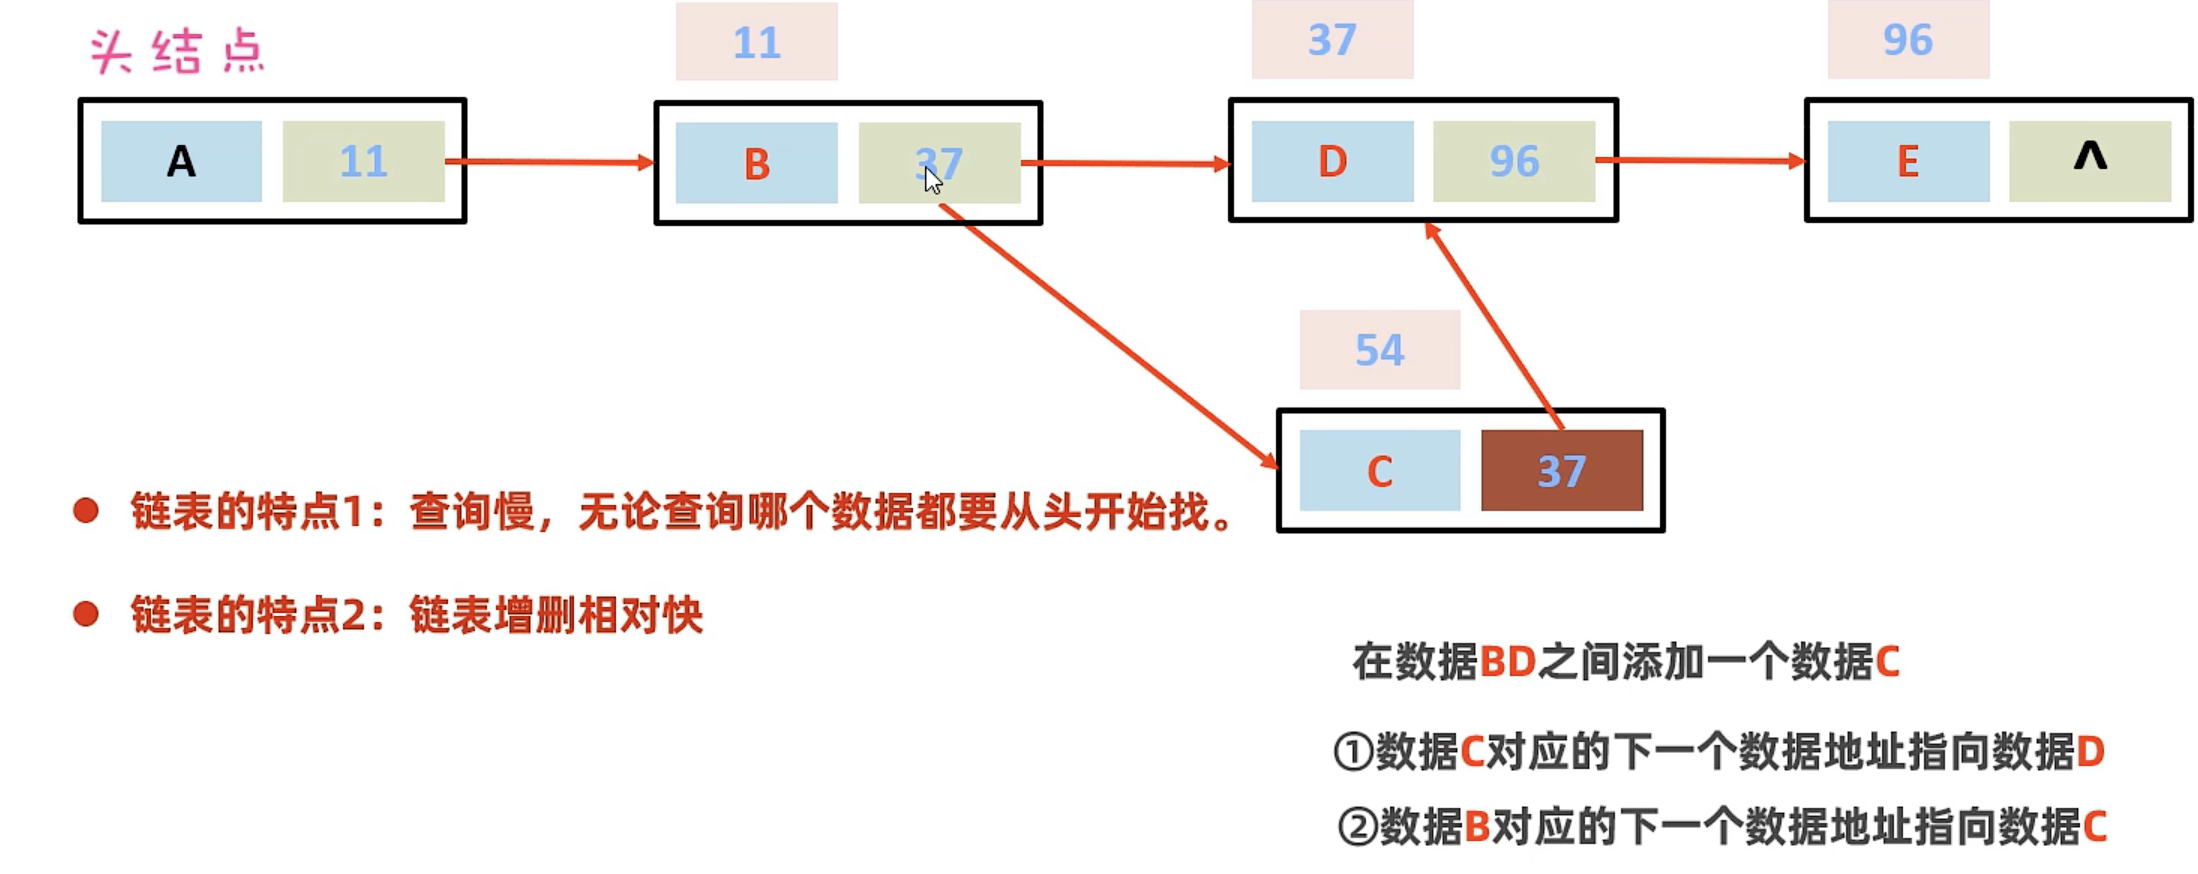 头结点
11
37
96
A 11
B 37
D 96
E ^
54
C 37
● 链表的特点1：查询慢，无论查询哪个数据都要从头开始找。
● 链表的特点2：链表增删相对快
在数据BD之间添加一个数据C
①数据C对应的下一个数据地址指向数据D
②数据B对应的下一个数据地址指向数据C